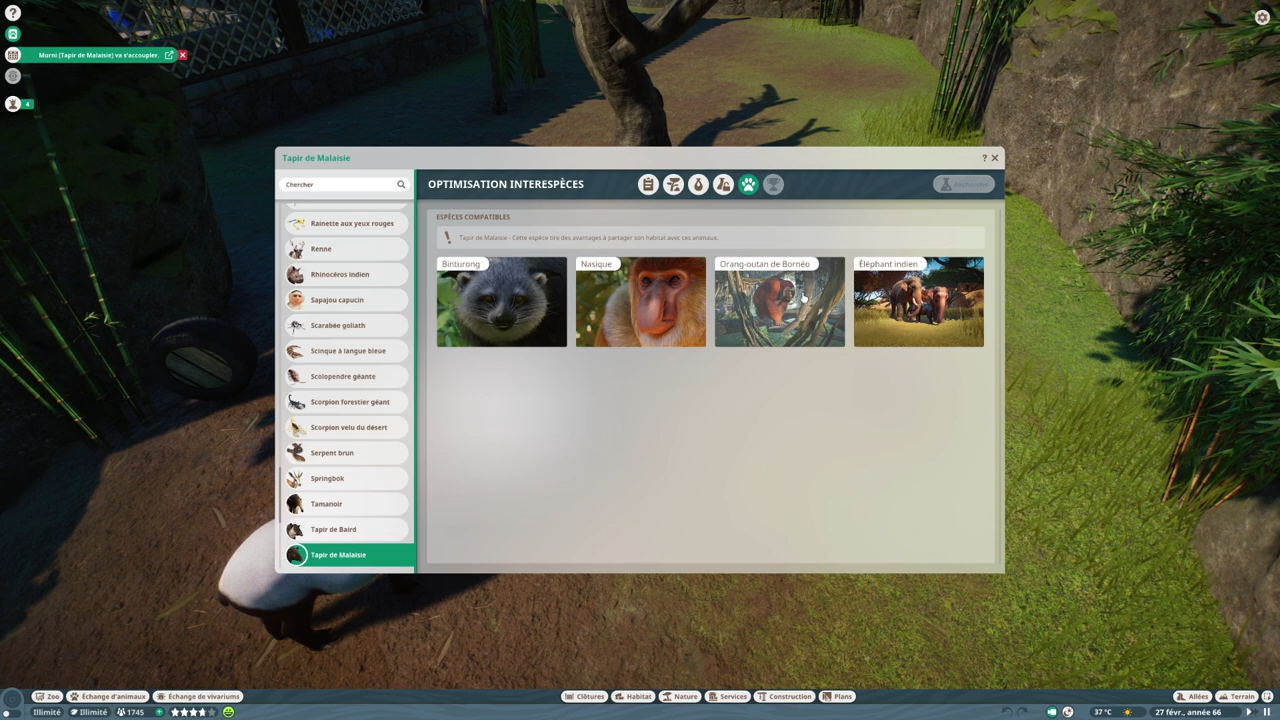 ?
Murni (Tapir de Malaisie) va s'accoupler.
4
Tapir de Malaisie
?
Chercher
OPTIMISATION INTERESPÈCES
Recherche
Rainette aux yeux rouges
Renne
Rhinocéros indien
Sapajou capucin
Scarabée goliath
Scinque à langue bleue
Scolopendre géante
Scorpion forestier géant
Scorpion velu du désert
Serpent brun
Springbok
Tamanoir
Tapir de Baird
Tapir de Malaisie
ESPÈCES COMPATIBLES
Tapir de Malaisie - Cette espèce tire des avantages à partager son habitat avec ces animaux.
Binturong
Nasique
Orang-outan de Bornéo
Éléphant indien
Zoo
Échange d'animaux
Échange de vivariums
Clôtures
Habitat
Nature
Services
Construction
Plans
Allées
Terrain
Illimité
Illimité
1745
37 °C
27 févr., année 66